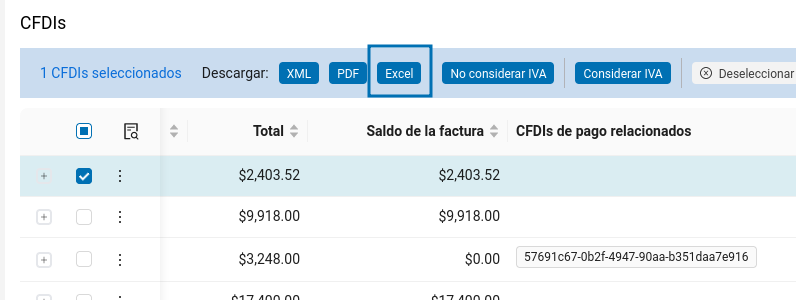 CFDIs
1 CFDIs seleccionados Descargar: XML PDF Excel No considerar IVA Considerar IVA Deseleccionar
Total Saldo de la factura CFDIs de pago relacionados
$2,403.52 $2,403.52
$9,918.00 $9,918.00
$3,248.00 $0.00 57691c67-0b2f-4947-90aa-b351daa7e916